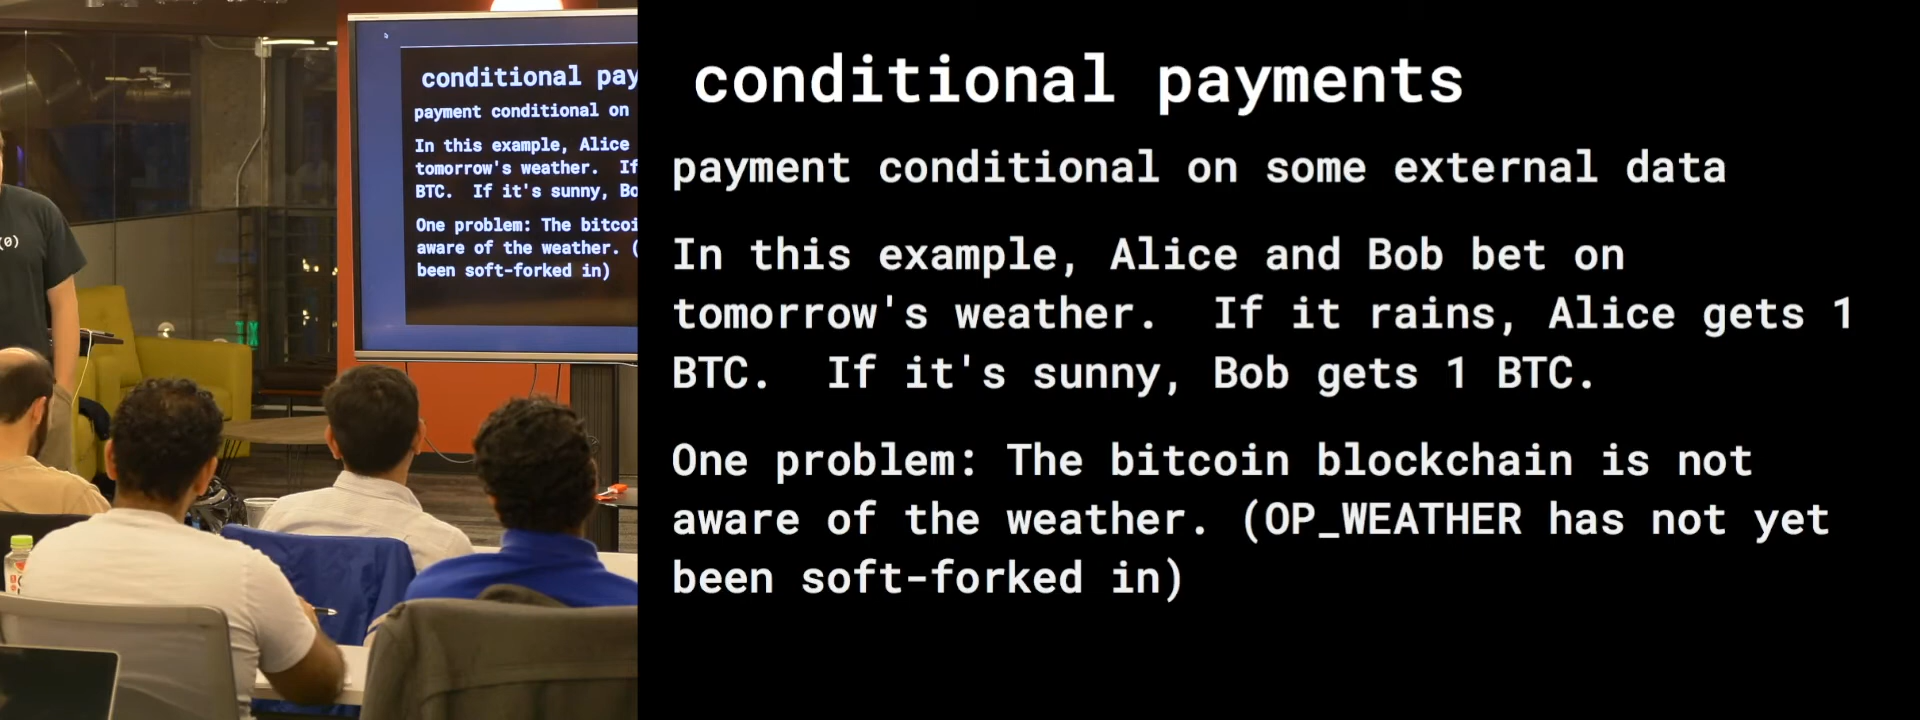 (0)
conditional pay
payment conditional on
In this example, Alice
tomorrow's weather.  If
BTC.  If it's sunny, Bo
One problem: The bitcoi
aware of the weather. (
been soft-forked in)
conditional payments
payment conditional on some external data
In this example, Alice and Bob bet on
tomorrow's weather.  If it rains, Alice gets 1
BTC.  If it's sunny, Bob gets 1 BTC.
One problem: The bitcoin blockchain is not
aware of the weather. (OP_WEATHER has not yet
been soft-forked in)